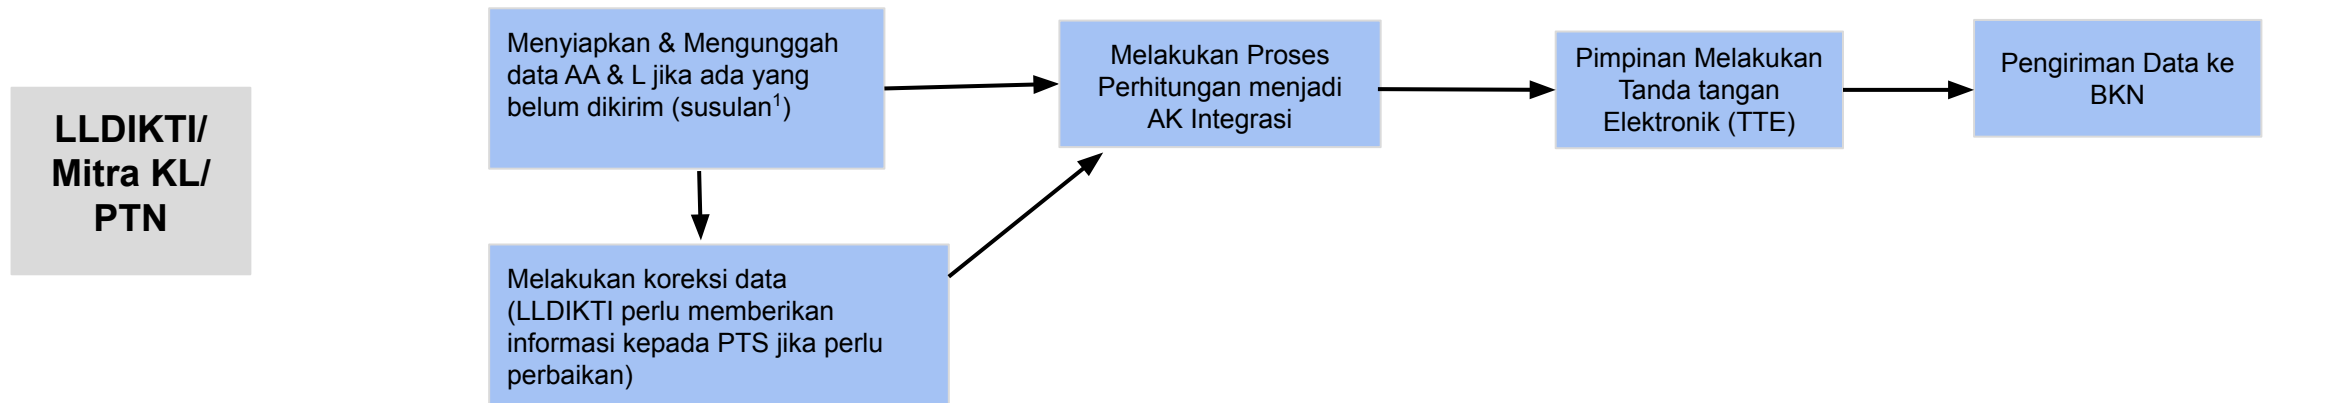 LLDIKTI/
Mitra KL/
PTN
Menyiapkan & Mengunggah
data AA & L jika ada yang
belum dikirim (susulan¹)
Melakukan koreksi data
(LLDIKTI perlu memberikan
informasi kepada PTS jika perlu
perbaikan)
Melakukan Proses
Perhitungan menjadi
AK Integrasi
Pimpinan Melakukan
Tanda tangan
Elektronik (TTE)
Pengiriman Data ke
BKN